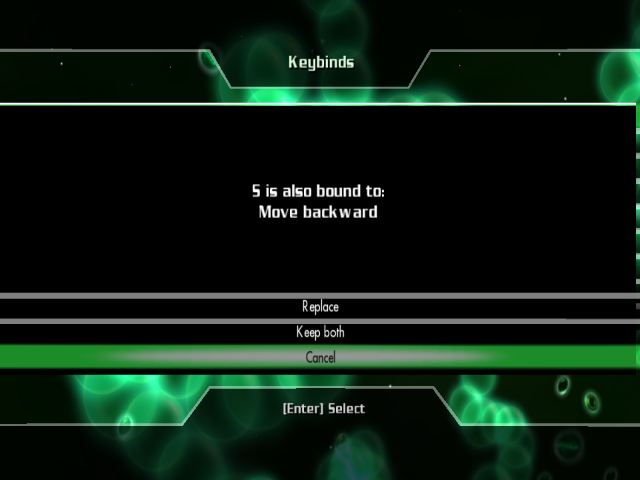 Keybinds
S is also bound to:
Move backward
Replace
Keep both
Cancel
[Enter] Select